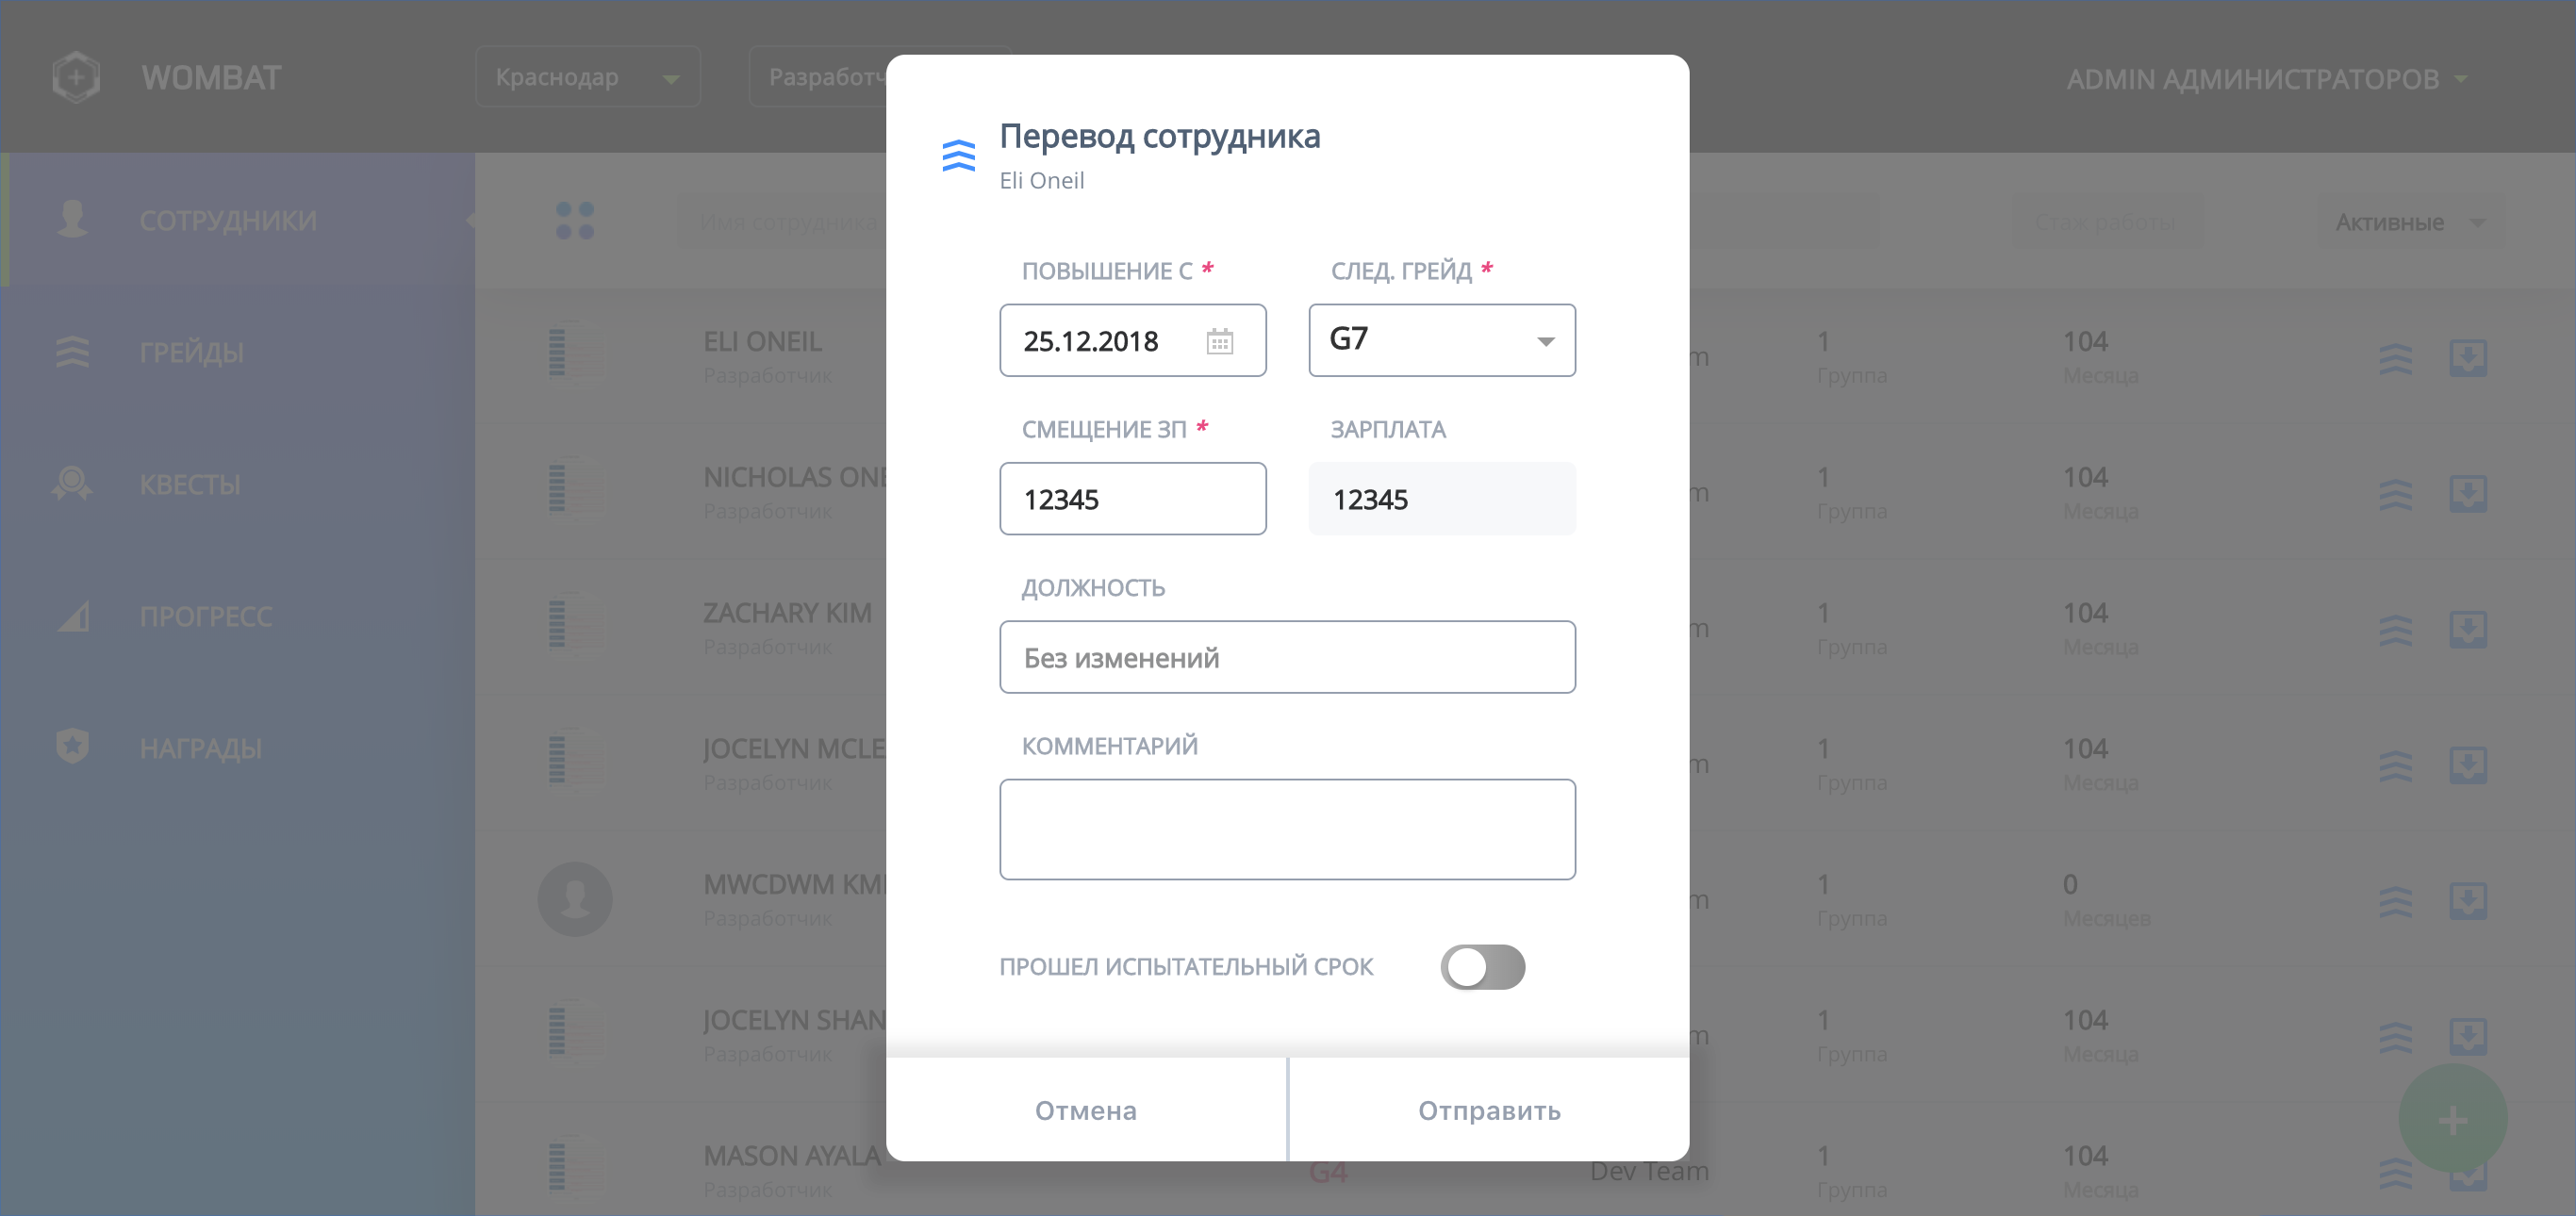 WOMBAT
Краснодар
Разработч
ADMIN АДМИНИСТРАТОРОВ
СОТРУДНИКИ
ГРЕЙДЫ
КВЕСТЫ
ПРОГРЕСС
НАГРАДЫ
Имя сотрудника
Стаж работы
Активные
Перевод сотрудника
Eli Oneil
ПОВЫШЕНИЕ С *
СЛЕД. ГРЕЙД *
25.12.2018
G7
СМЕЩЕНИЕ ЗП *
ЗАРПЛАТА
12345
12345
ДОЛЖНОСТЬ
Без изменений
КОММЕНТАРИЙ
ПРОШЕЛ ИСПЫТАТЕЛЬНЫЙ СРОК
Отмена
Отправить
ELI ONEIL
Разработчик
m
1
Группа
104
Месяца
NICHOLAS ONE
Разработчик
m
1
Группа
104
Месяца
ZACHARY KIM
Разработчик
m
1
Группа
104
Месяца
JOCELYN MCLE
Разработчик
m
1
Группа
104
Месяца
MWCDWM KM
Разработчик
m
1
Группа
0
Месяцев
JOCELYN SHAN
Разработчик
m
1
Группа
104
Месяца
MASON AYALA
Разработчик
G4
Dev Team
1
Группа
104
Месяца